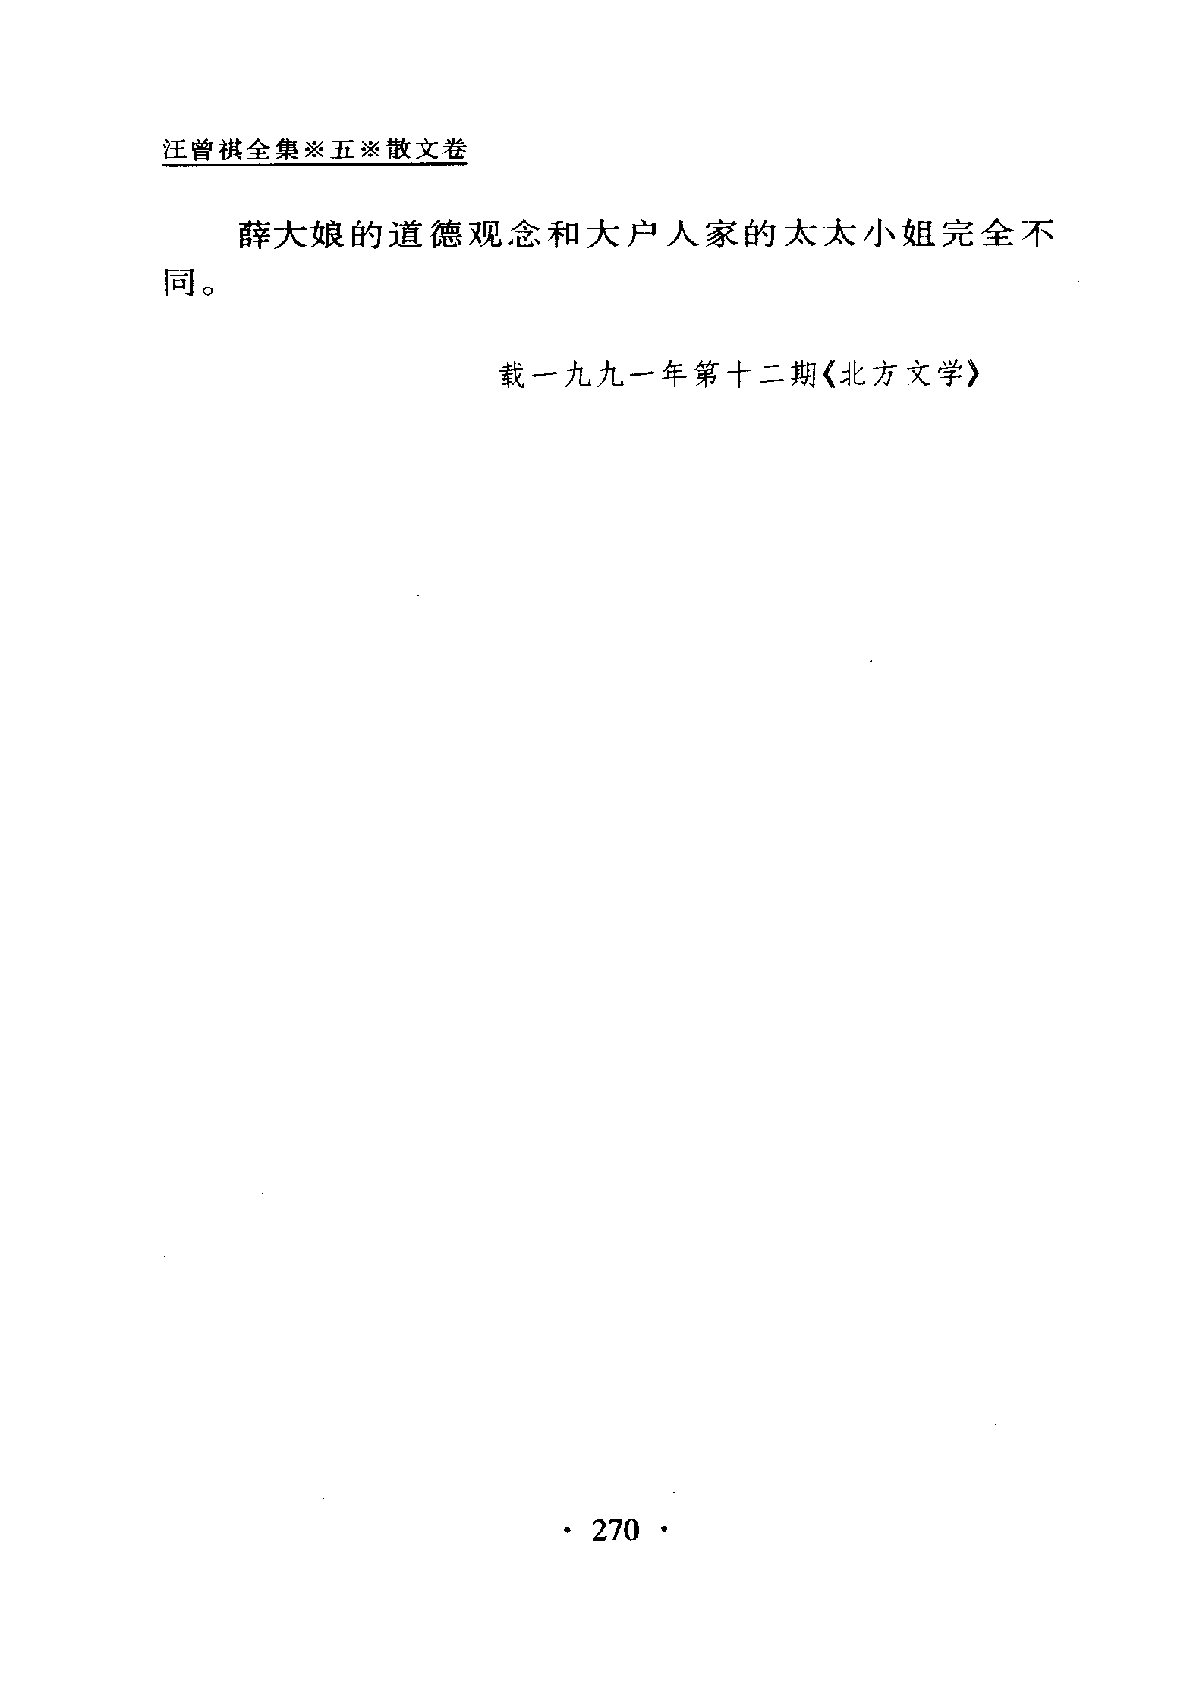 汪曾祺全集※五※散文卷
薛大娘的道德观念和大户人家的太太小姐完全不
同。
载一九九一年第十二期《北方文学》
· 270 ·